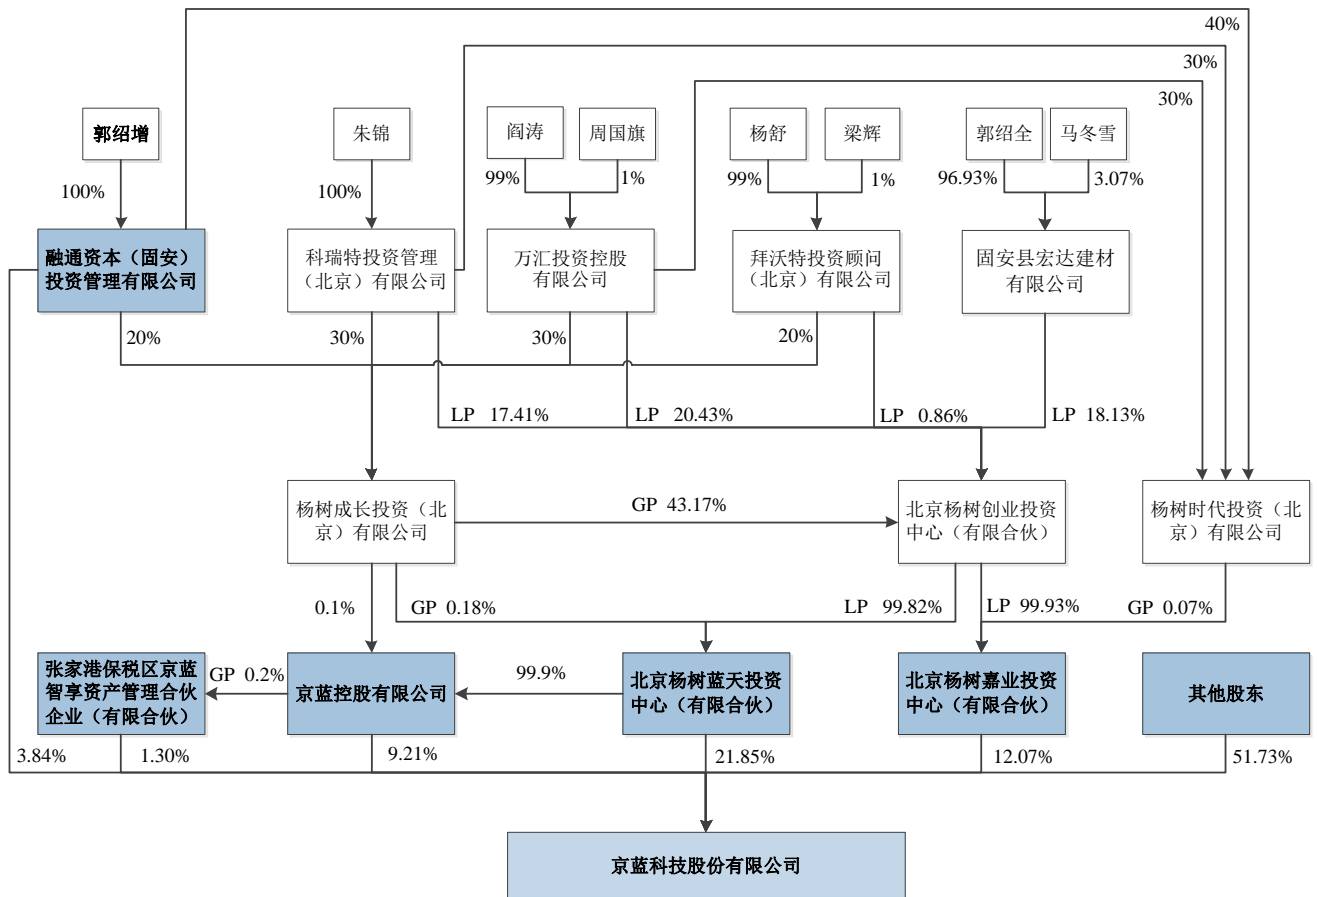 40%
30%
30%
郭绍增
朱锦
阎涛
周国旗
杨舒
梁辉
郭绍全
马冬雪
100%
100%
99%
1%
99%
1%
96.93%
3.07%
融通资本（固安）
投资管理有限公司
科瑞特投资管理
（北京）有限公司
万汇投资控股
有限公司
拜沃特投资顾问
（北京）有限公司
固安县宏达建材
有限公司
20%
30%
30%
20%
LP 17.41%
LP 20.43%
LP 0.86%
LP 18.13%
杨树成长投资（北
京）有限公司
GP 43.17%
北京杨树创业投资
中心（有限合伙）
杨树时代投资（北
京）有限公司
0.1%
GP 0.18%
LP 99.82%
LP 99.93%
GP 0.07%
张家港保税区京蓝
智享资产管理合伙
企业（有限合伙）
GP 0.2%
京蓝控股有限公司
99.9%
北京杨树蓝天投资
中心（有限合伙）
北京杨树嘉业投资
中心（有限合伙）
其他股东
3.84%
1.30%
9.21%
21.85%
12.07%
51.73%
京蓝科技股份有限公司